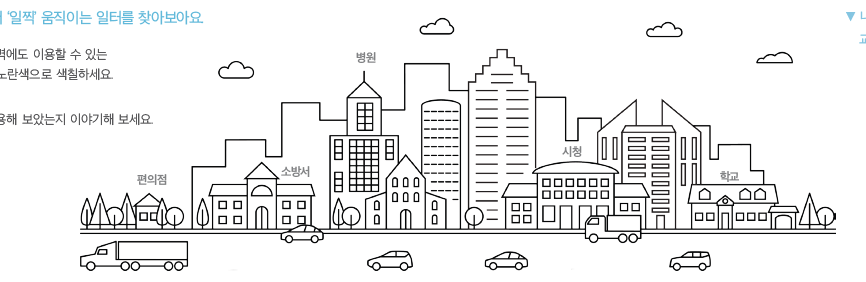 '일찍' 움직이는 일터를 찾아보아요.
벽에도 이용할 수 있는
노란색으로 색칠하세요.
용해 보았는지 이야기해 보세요.
병원
시청
소방서
학교
편의점
▼ 나
교